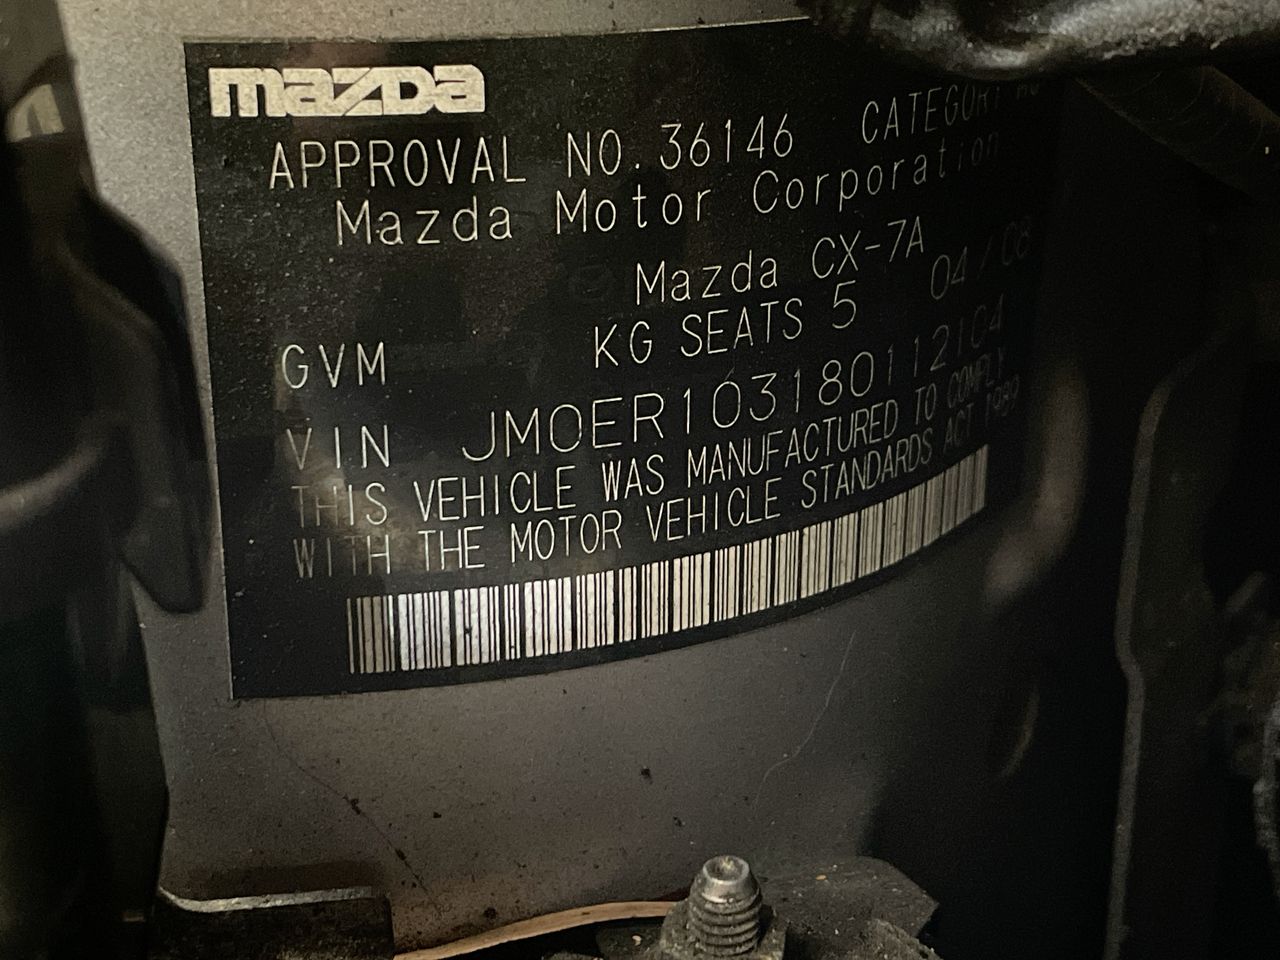 mazda
APPROVAL NO.36146 CATEGORY
Mazda Motor Corporation
Mazda CX-7A
GVM KG SEATS 5 04/08
VIN JM0ER103180112104
THIS VEHICLE WAS MANUFACTURED TO COMPLY
WITH THE MOTOR VEHICLE STANDARDS ACT 1989